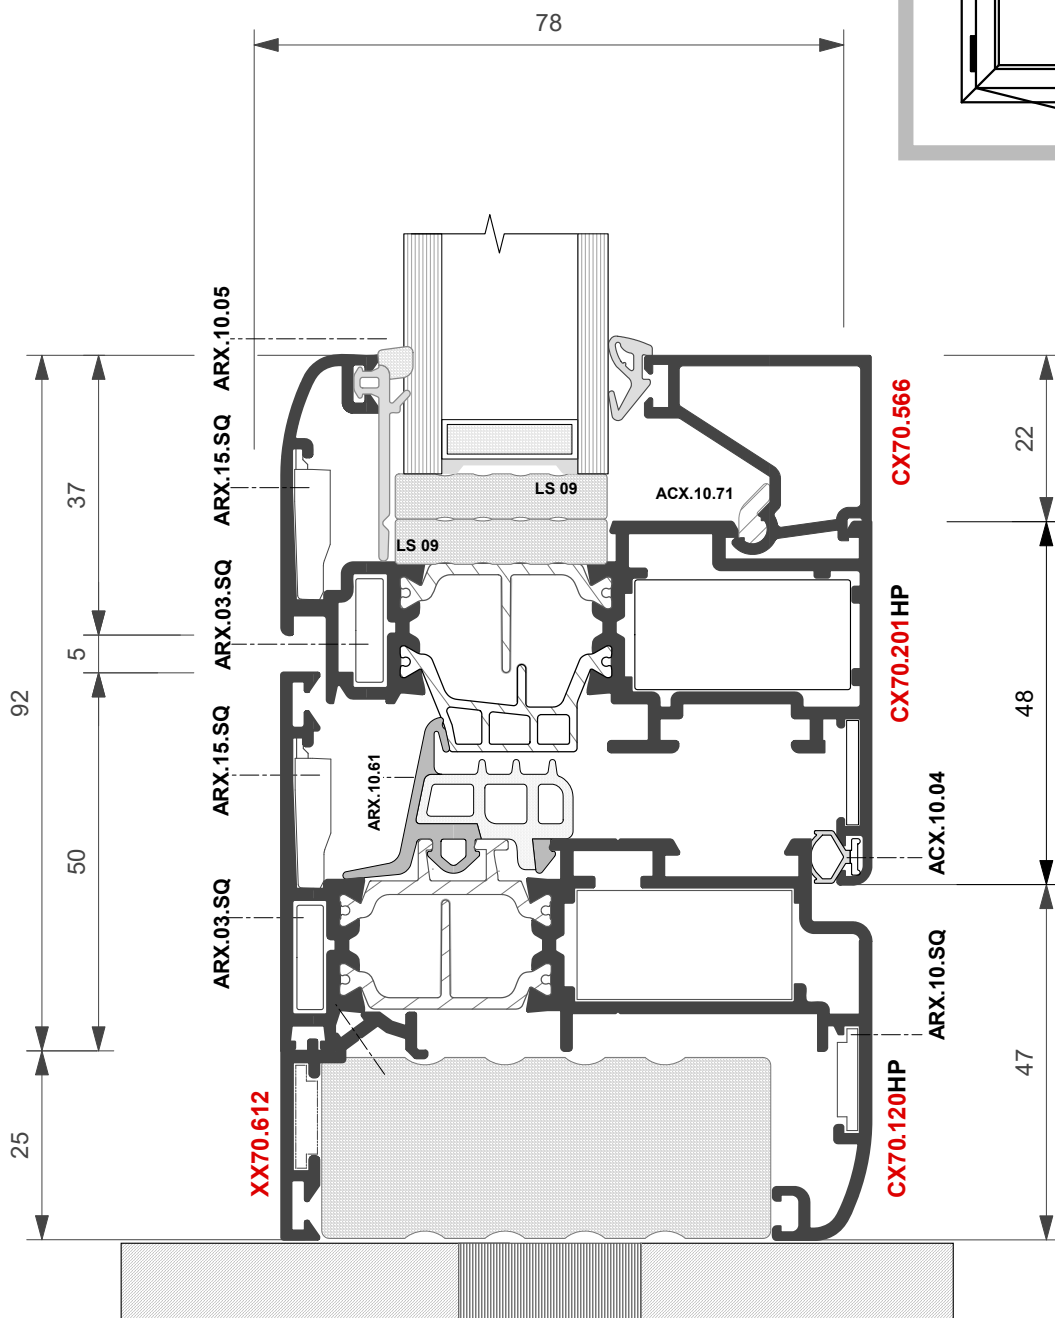 78
ARX.10.05
ARX.15.SQ
ARX.03.SQ
ARX.15.SQ
ARX.03.SQ
XX70.612
ARX.10.61
LS 09
LS 09
ACX.10.71
CX70.566
CX70.201HP
ACX.10.04
ARX.10.SQ
CX70.120HP
92
25
37
5
50
22
48
47